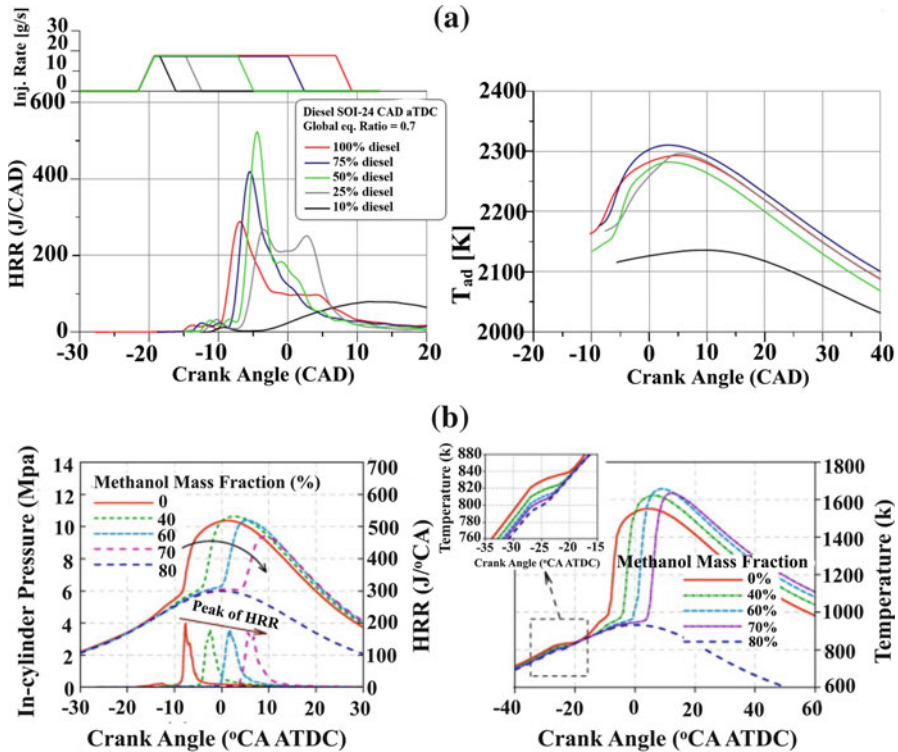 (a)
Inj. Rate [g/s]
30
20
10
0
600
400
200
0
HRR (J/CAD)
Diesel SOI-24 CAD aTDC
Global eq. Ratio = 0.7
100% diesel
75% diesel
50% diesel
25% diesel
10% diesel
-30 -20 -10 0 10 20
Crank Angle (CAD)
2400
2300
2200
2100
2000
T_ad [K]
-20 -10 0 10 20 30 40
Crank Angle (CAD)
(b)
In-cylinder Pressure (Mpa)
14
12
10
8
6
4
2
0
Methanol Mass Fraction (%)
0
40
60
70
80
Peak of HRR
700
600
500
400
300
200
100
0
HRR (J/°CA)
-30 -20 -10 0 10 20 30
Crank Angle (°CA ATDC)
Temperature (k)
880
860
840
820
800
780
760
-35 -30 -25 -20 -15
Crank Angle (°CA ATDC)
Methanol Mass Fraction
0%
40%
60%
70%
80%
1800
1600
1400
1200
1000
800
600
Temperature (k)
-40 -20 0 20 40 60
Crank Angle (°CA ATDC)